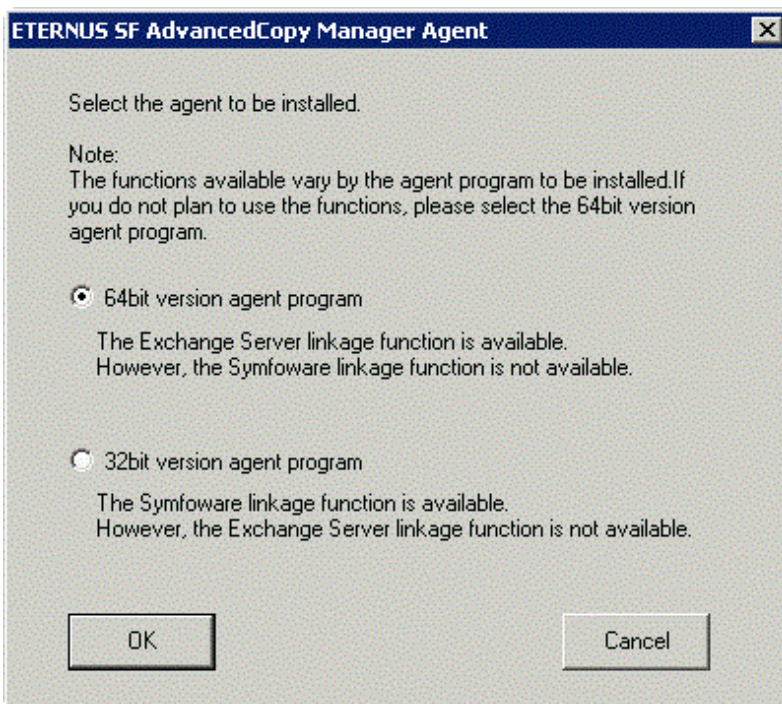 ETERNUS SF AdvancedCopy Manager Agent
Select the agent to be installed.
Note:
The functions available vary by the agent program to be installed.If
you do not plan to use the functions, please select the 64bit version
agent program.
64bit version agent program
The Exchange Server linkage function is available.
However, the Symfoware linkage function is not available.
32bit version agent program
The Symfoware linkage function is available.
However, the Exchange Server linkage function is not available.
OK Cancel